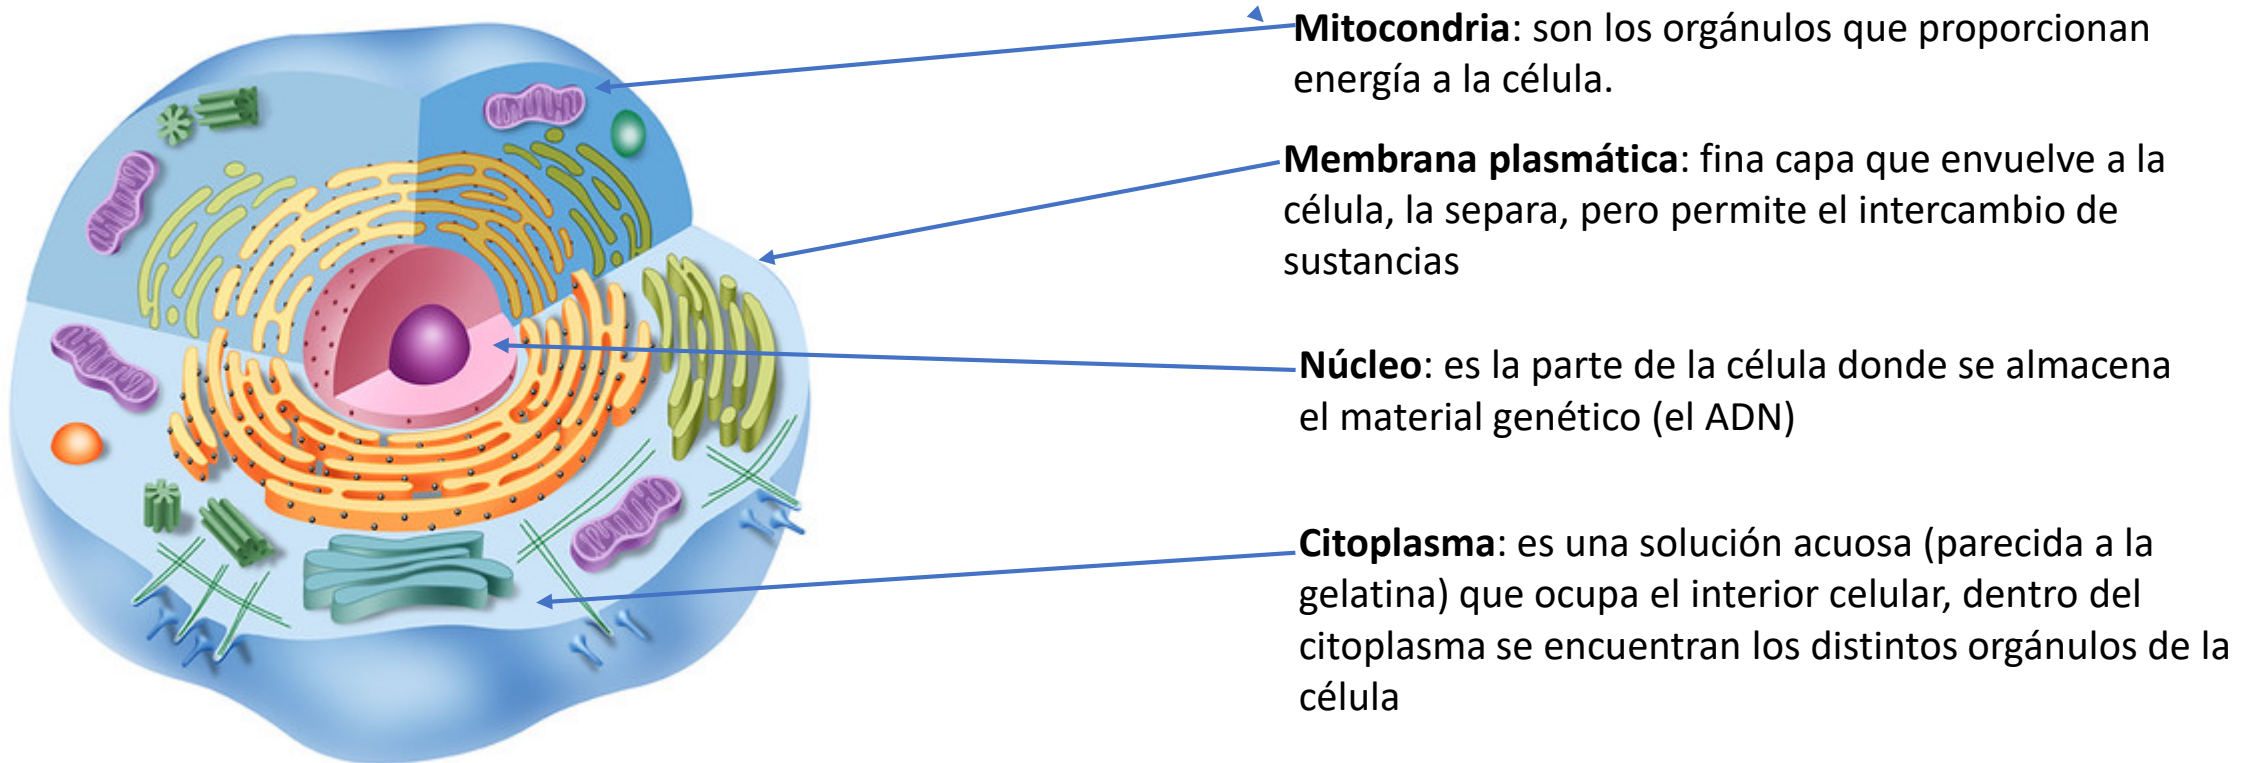 Mitocondria: son los orgánulos que proporcionan
energía a la célula.
Membrana plasmática: fina capa que envuelve a la
célula, la separa, pero permite el intercambio de
sustancias
Núcleo: es la parte de la célula donde se almacena
el material genético (el ADN)
Citoplasma: es una solución acuosa (parecida a la
gelatina) que ocupa el interior celular, dentro del
citoplasma se encuentran los distintos orgánulos de la
célula